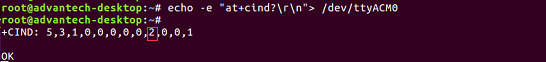 root@advantech-desktop:~# echo -e "at+cind?\r\n"> /dev/ttyACM0
root@advantech-desktop:~#
+CIND: 5,3,1,0,0,0,0,0,2,0,0,1
OK